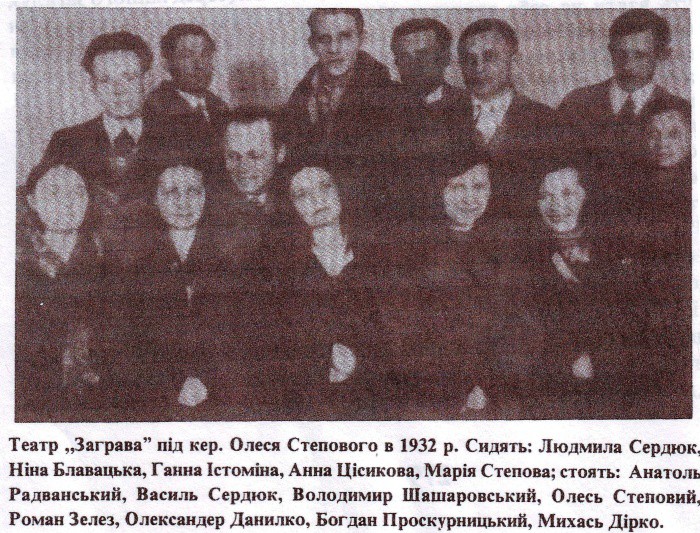 Театр ,,Заграва” під кер. Олеся Степового в 1932 р. Сидять: Людмила Сердюк,
Ніна Блавацька, Ганна Істоміна, Анна Цісикова, Марія Степова; стоять: Анатоль
Радванський, Василь Сердюк, Володимир Шашаровський, Олесь Степовий,
Роман Зелез, Олександер Данилко, Богдан Проскурницький, Михась Дірко.